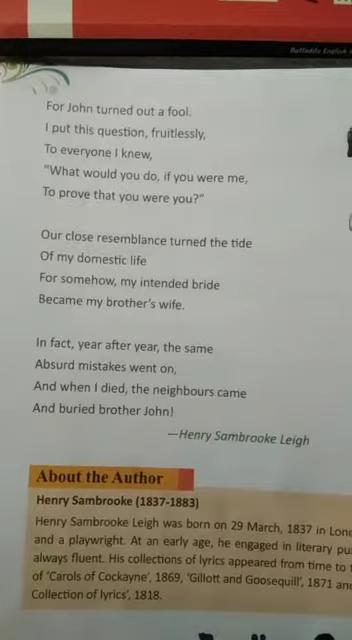 Daffodils English
For John turned out a fool.
I put this question, fruitlessly,
To everyone I knew,
"What would you do, if you were me,
To prove that you were you?"
Our close resemblance turned the tide
Of my domestic life
For somehow, my intended bride
Became my brother's wife.
In fact, year after year, the same
Absurd mistakes went on,
And when I died, the neighbours came
And buried brother John!
—Henry Sambrooke Leigh
About the Author
Henry Sambrooke (1837-1883)
Henry Sambrooke Leigh was born on 29 March, 1837 in
and a playwright. At an early age, he engaged in literary
always fluent. His collections of lyrics appeared from time to
of 'Carols of Cockayne', 1869, 'Gillott and Goosequill', 1871
Collection of lyrics', 1818.